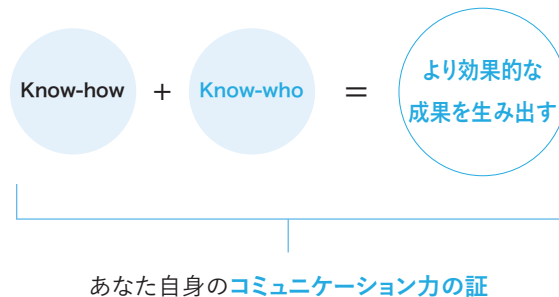 Know-how + Know-who =
より効果的な
成果を生み出す
あなた自身のコミュニケーション力の証